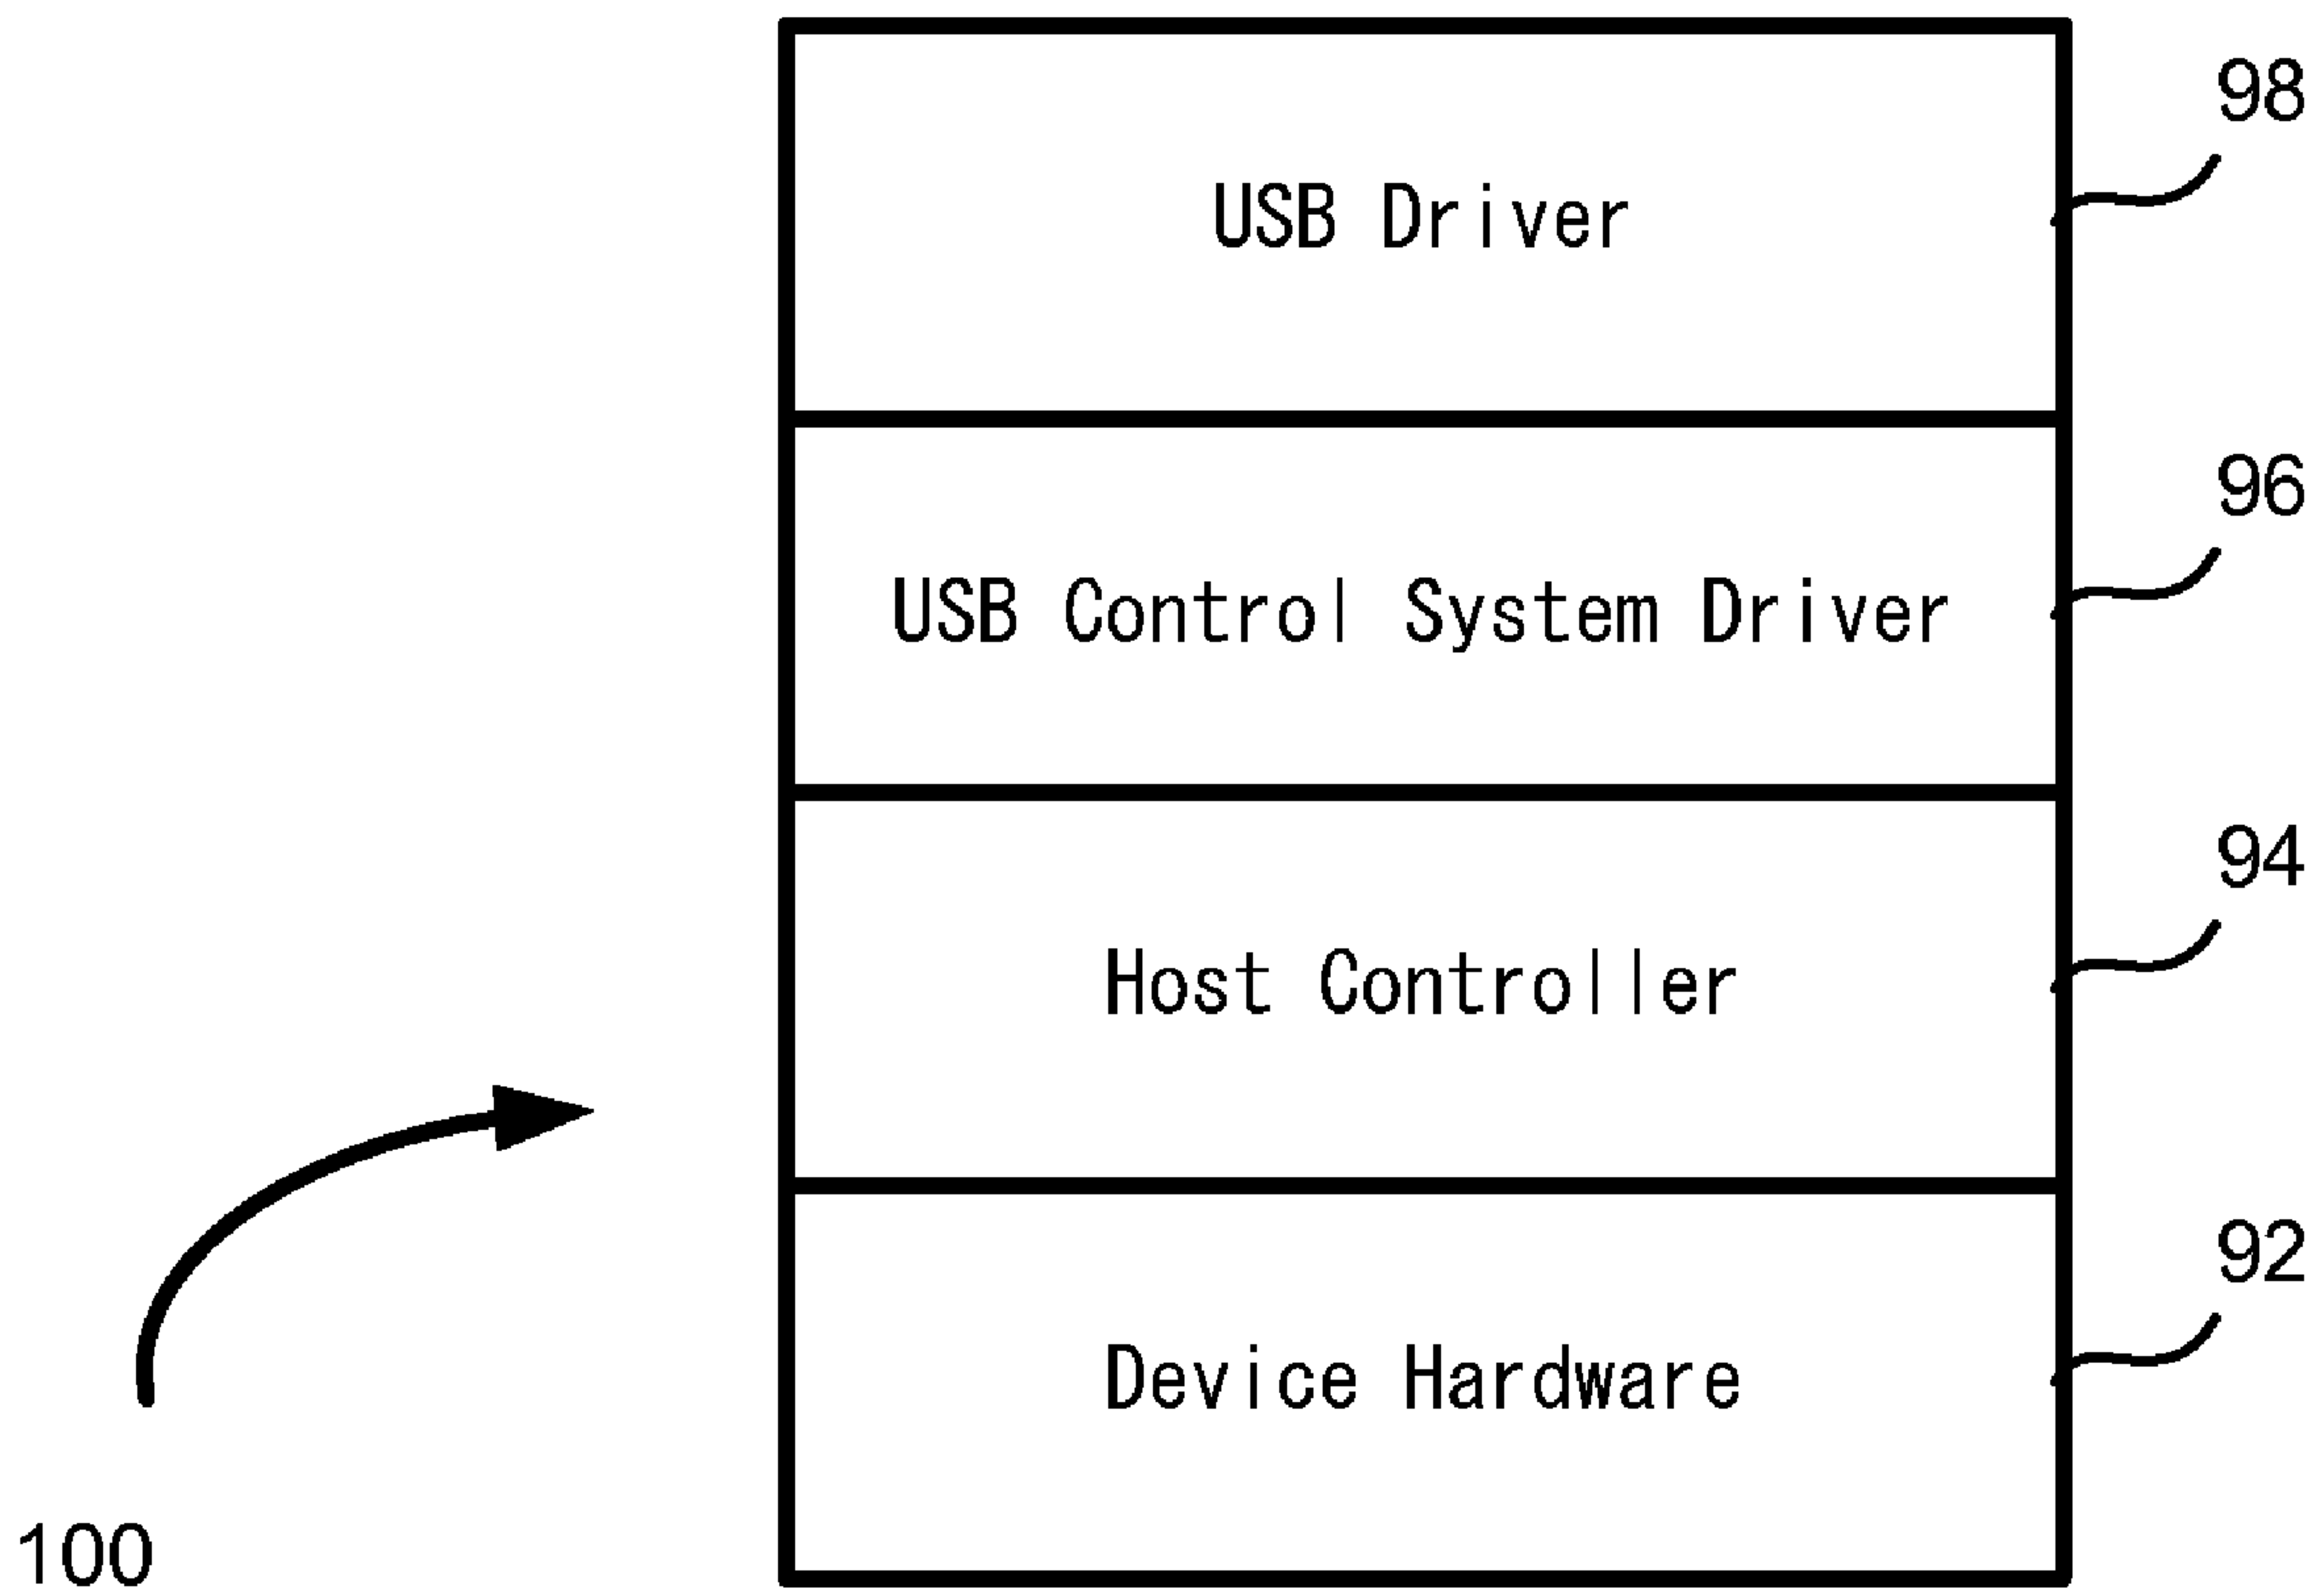 98
USB Driver
96
USB Control System Driver
94
Host Controller
92
Device Hardware
100